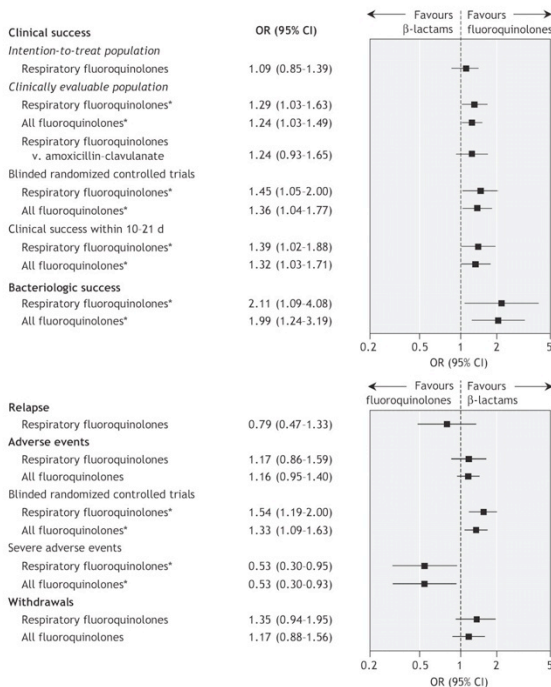 Favours Favours
β-lactams fluoroquinolones
Clinical success OR (95% CI)
Intention-to-treat population
Respiratory fluoroquinolones 1.09 (0.85–1.39)
Clinically evaluable population
Respiratory fluoroquinolones* 1.29 (1.03–1.63)
All fluoroquinolones* 1.24 (1.03–1.49)
Respiratory fluoroquinolones
v. amoxicillin–clavulanate 1.24 (0.93–1.65)
Blinded randomized controlled trials
Respiratory fluoroquinolones* 1.45 (1.05–2.00)
All fluoroquinolones* 1.36 (1.04–1.77)
Clinical success within 10–21 d
Respiratory fluoroquinolones* 1.39 (1.02–1.88)
All fluoroquinolones* 1.32 (1.03–1.71)
Bacteriologic success
Respiratory fluoroquinolones* 2.11 (1.09–4.08)
All fluoroquinolones* 1.99 (1.24–3.19)
0.2 0.5 1 2 5
OR (95% CI)
Favours Favours
fluoroquinolones β-lactams
Relapse
Respiratory fluoroquinolones 0.79 (0.47–1.33)
Adverse events
Respiratory fluoroquinolones 1.17 (0.86–1.59)
All fluoroquinolones 1.16 (0.95–1.40)
Blinded randomized controlled trials
Respiratory fluoroquinolones* 1.54 (1.19–2.00)
All fluoroquinolones* 1.33 (1.09–1.63)
Severe adverse events
Respiratory fluoroquinolones* 0.53 (0.30–0.95)
All fluoroquinolones* 0.53 (0.30–0.93)
Withdrawals
Respiratory fluoroquinolones 1.35 (0.94–1.95)
All fluoroquinolones 1.17 (0.88–1.56)
0.2 0.5 1 2 5
OR (95% CI)